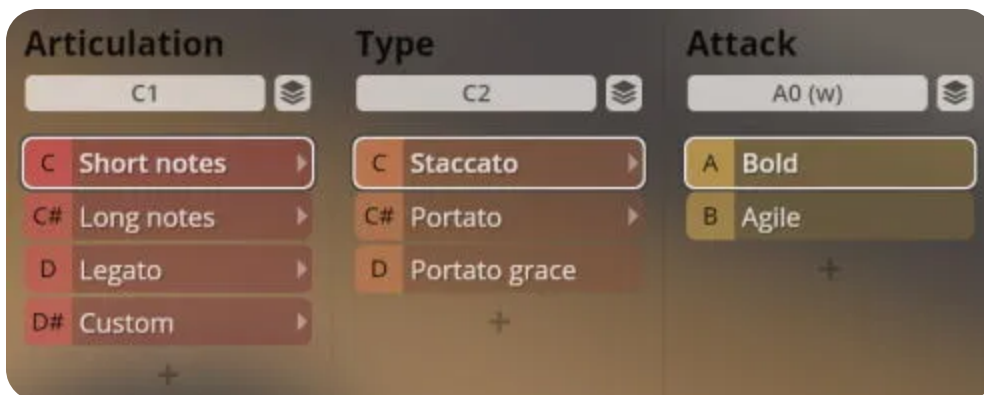 Articulation Type Attack
C1 C2 A0 (w)
C Short notes C Staccato A Bold
C# Long notes C# Portato B Agile
D Legato D Portato grace +
D# Custom +
+